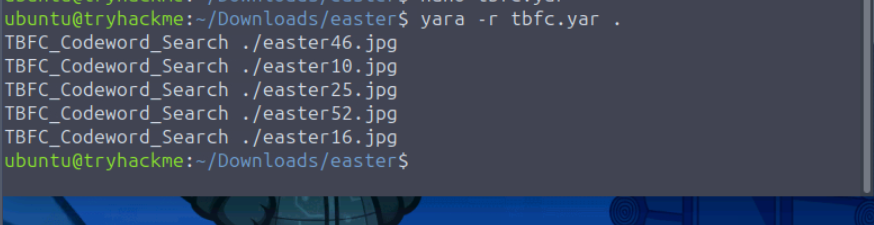 ubuntu@tryhackme:~/Downloads/easter$ yara -r tbfc.yar .
TBFC_Codeword_Search ./easter46.jpg
TBFC_Codeword_Search ./easter10.jpg
TBFC_Codeword_Search ./easter25.jpg
TBFC_Codeword_Search ./easter52.jpg
TBFC_Codeword_Search ./easter16.jpg
ubuntu@tryhackme:~/Downloads/easter$